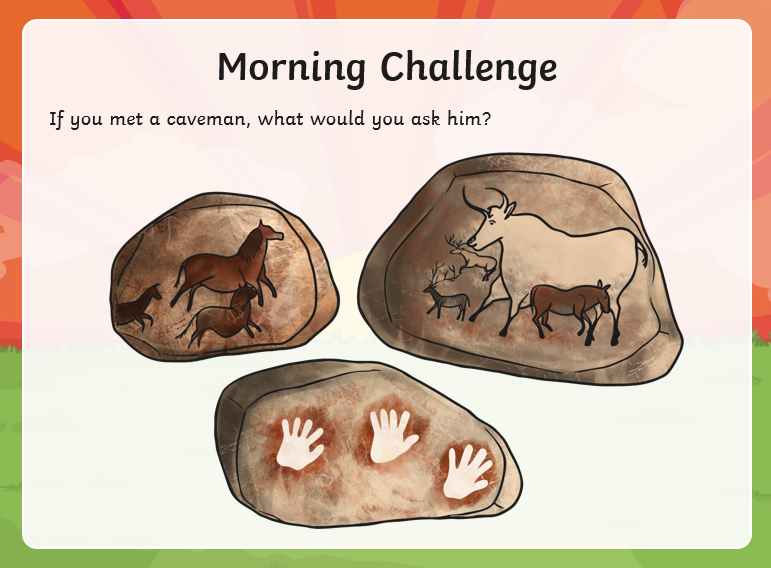 Morning Challenge
If you met a caveman, what would you ask him?